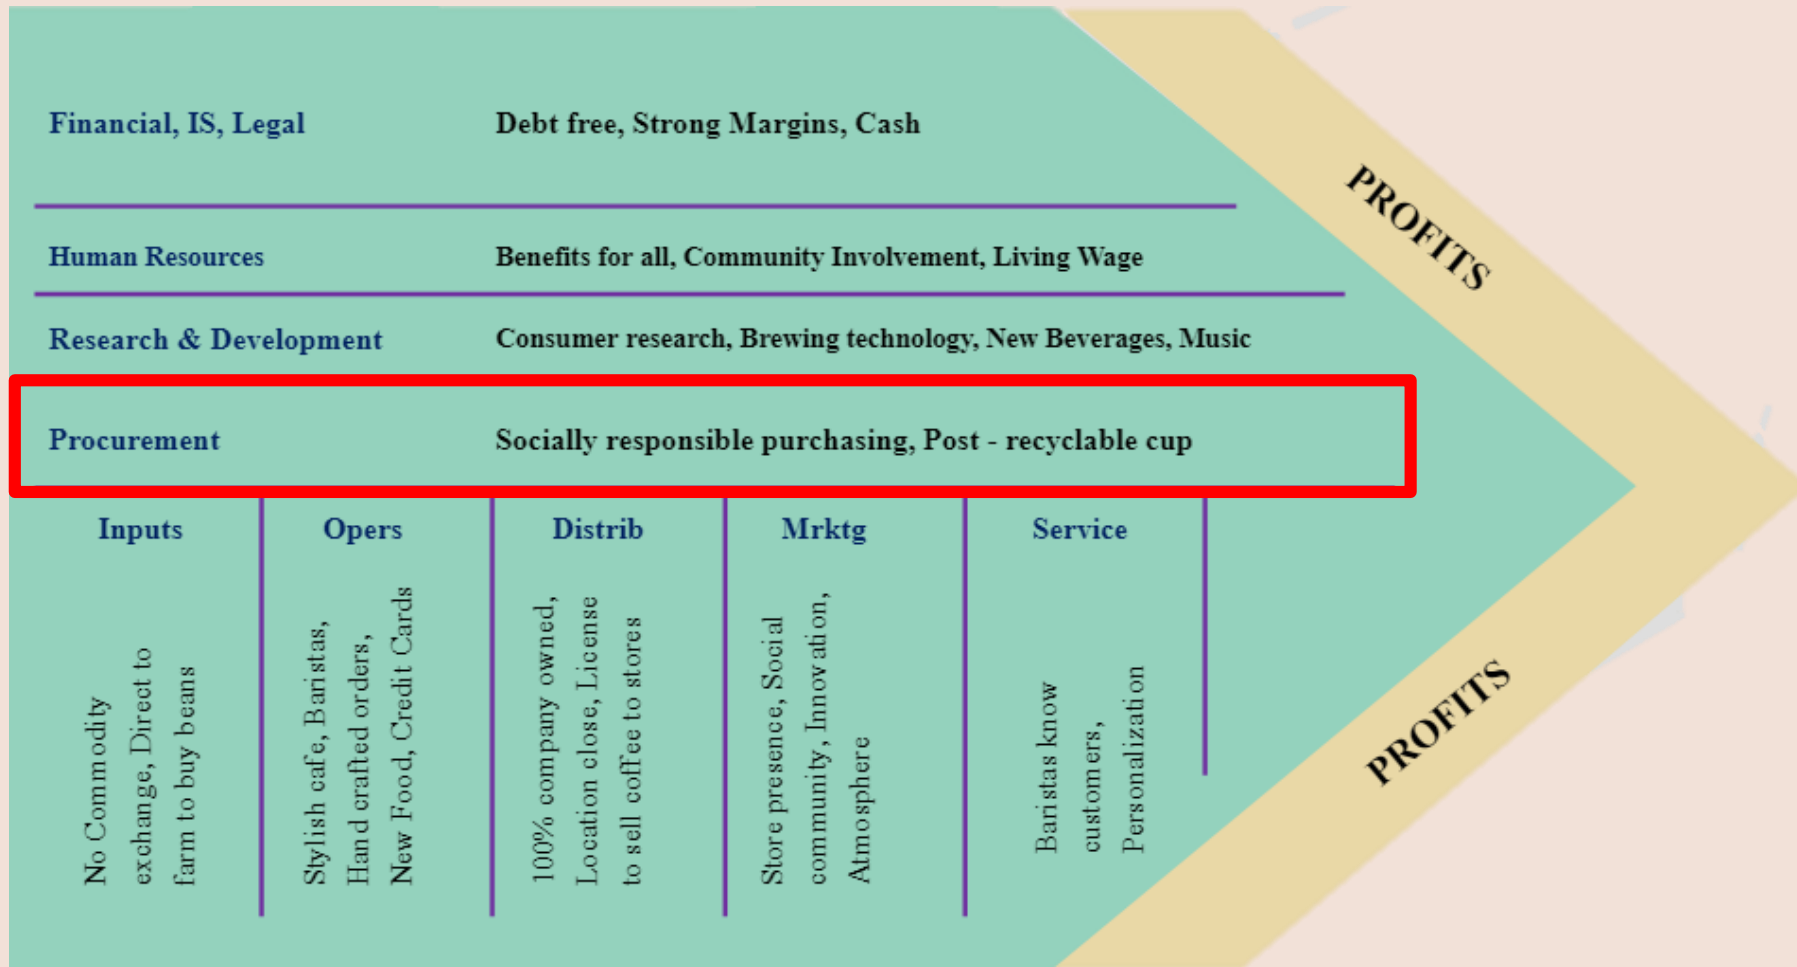 Financial, IS, Legal
Debt free, Strong Margins, Cash
Human Resources
Benefits for all, Community Involvement, Living Wage
Research & Development
Consumer research, Brewing technology, New Beverages, Music
Procurement
Socially responsible purchasing, Post - recyclable cup
Inputs
No Commodity
exchange, Direct to
farm to buy beans
Opers
Stylish cafe, Baristas,
Hand crafted orders,
New Food, Credit Cards
Distrib
100% company owned,
Location close, License
to sell coffee to stores
Mrktg
Store presence, Social
community, Innovation,
Atmosphere
Service
Baristas know
customers,
Personalization
PROFITS
PROFITS